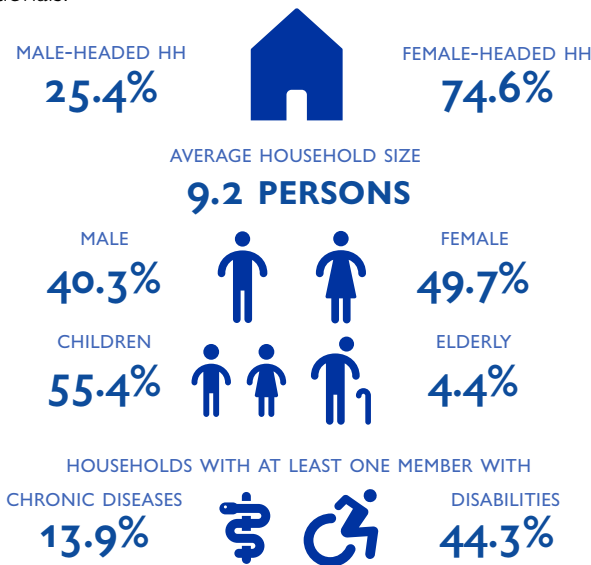 MALE-HEADED HH
25.4%
FEMALE-HEADED HH
74.6%
AVERAGE HOUSEHOLD SIZE
9.2 PERSONS
MALE
40.3%
FEMALE
49.7%
CHILDREN
55.4%
ELDERLY
4.4%
HOUSEHOLDS WITH AT LEAST ONE MEMBER WITH
CHRONIC DISEASES
13.9%
DISABILITIES
44.3%